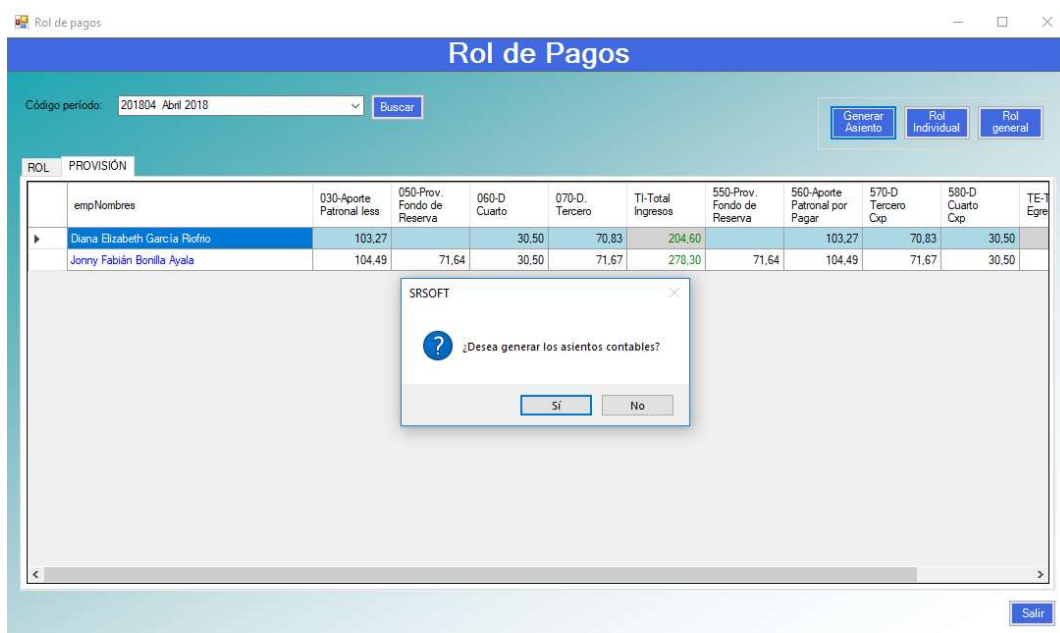 Rol de pagos
Rol de Pagos
Código período: 201804 Abril 2018 Buscar
Generar Asiento
Rol Individual
Rol general
ROL PROVISIÓN
empNombres 030-Aporte Patronal Iess 050-Prov. Fondo de Reserva 060-D Cuarto 070-D. Tercero TI-Total Ingresos 550-Prov. Fondo de Reserva 560-Aporte Patronal por Pagar 570-D Tercero Cxp 580-D Cuarto Cxp TE-T Egre
Diana Elizabeth García Riofrio 103,27 30,50 70,83 204,60 103,27 70,83 30,50
Jonny Fabián Bonilla Ayala 104,49 71,64 30,50 71,67 278,30 71,64 104,49 71,67 30,50
SRSOFT
¿Desea generar los asientos contables?
Sí No
Salir